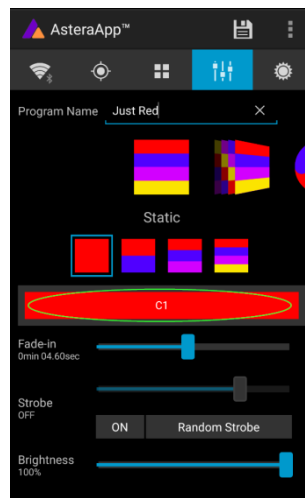 AsteraApp™
Program Name Just Red
Static
C1
Fade-in
0min 04.60sec
Strobe
OFF
ON Random Strobe
Brightness
100%